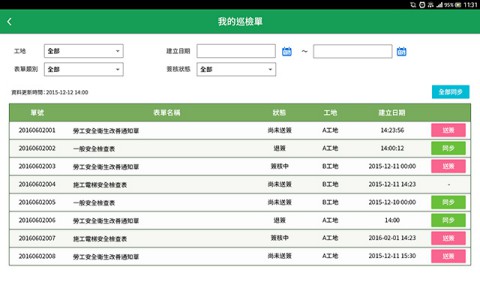 95% 11:31
我的巡檢單
工地 全部 建立日期 ～
表單類別 全部 簽核狀態 全部
資料更新時間：2015-12-12 14:00 全部同步
單號 表單名稱 狀態 工地 建立日期
20160602001 勞工安全衛生改善通知單 尚未送簽 A工地 14:23:56 送簽
20160602002 一般安全檢查表 退簽 A工地 14:00:12 同步
20160602003 勞工安全衛生改善通知單 簽核中 B工地 2015-12-11 00:00 送簽
20160602004 施工電梯安全檢查表 尚未送簽 B工地 2015-12-11 14:23 -
20160602005 一般安全檢查表 尚未送簽 B工地 2015-12-10 00:00 同步
20160602006 勞工安全衛生改善通知單 退簽 A工地 14:00 同步
20160602007 施工電梯安全檢查表 簽核中 A工地 2016-02-01 14:23 送簽
20160602008 勞工安全衛生改善通知單 尚未送簽 A工地 2015-12-11 15:30 送簽